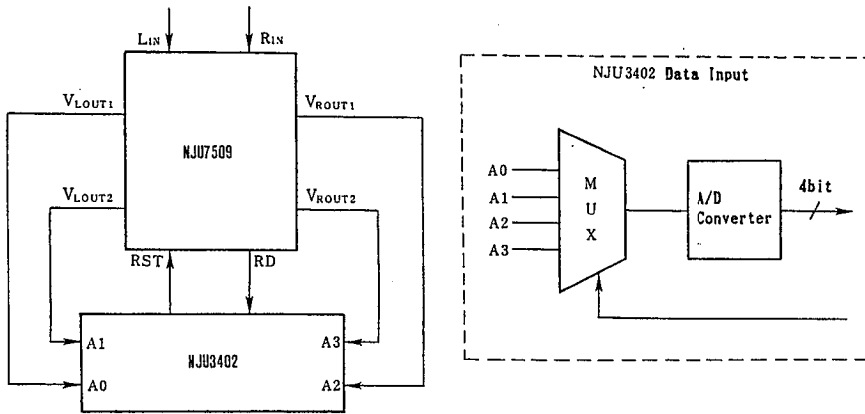 LIN RIN
VLOUT1 VROUT1
NJU7509
VLOUT2 VROUT2
RST RD
A1 A3
NJU3402
A0 A2
NJU3402 Data Input
A0
A1
A2
A3
MUX
A/D
Converter
4bit